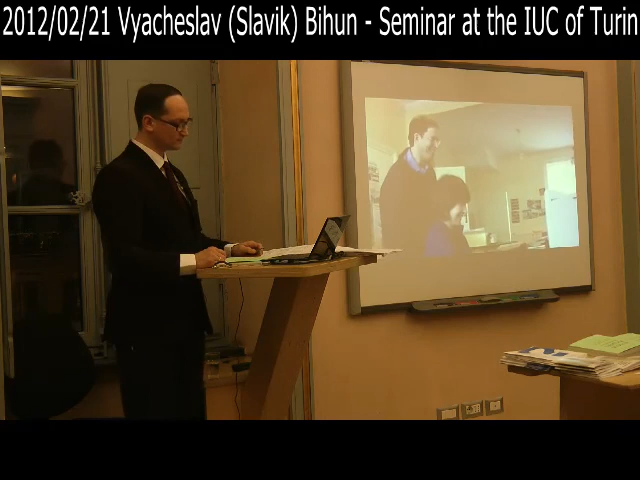 2012/02/21 Vyacheslav (Slavik) Bihun - Seminar at the IUC of Turin